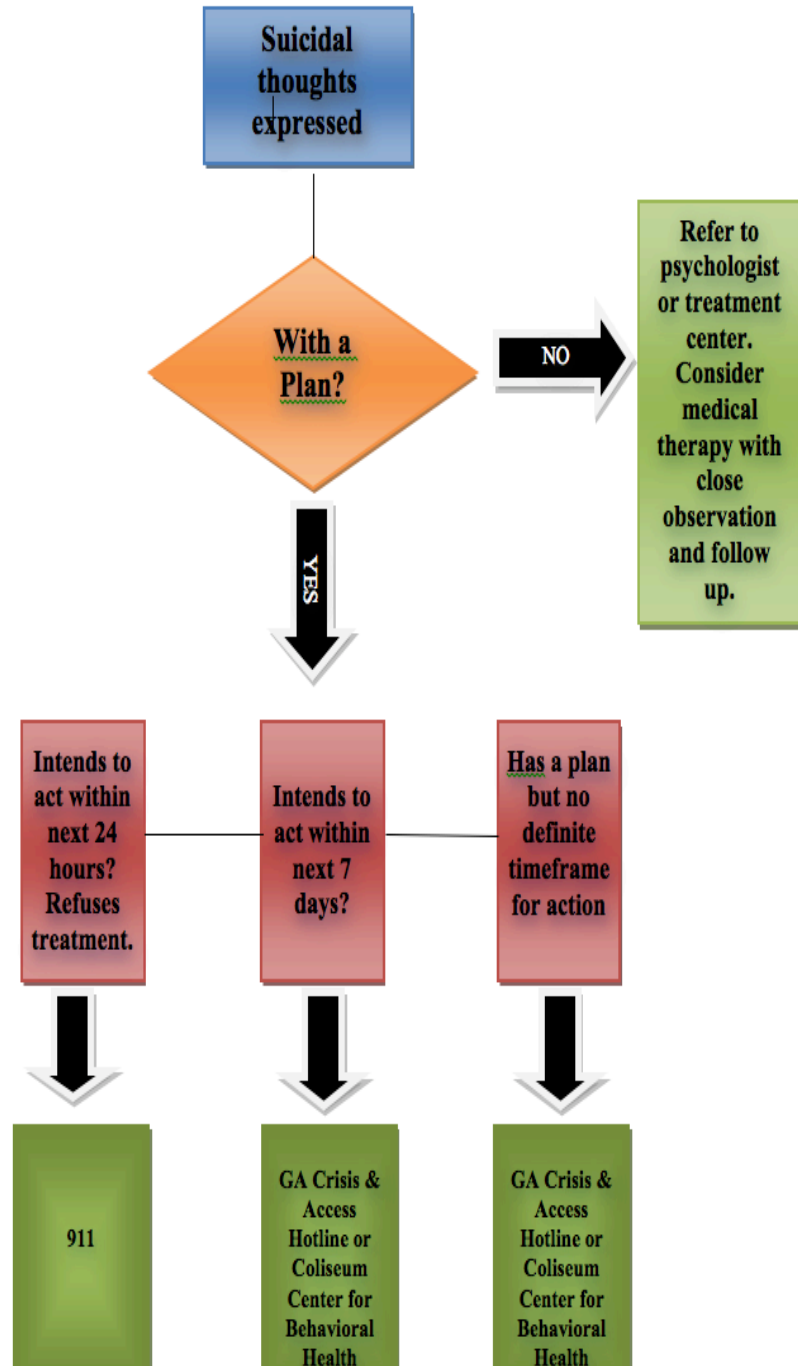 Suicidal
thoughts
expressed
With a
Plan?
NO
Refer to
psychologist
or treatment
center.
Consider
medical
therapy with
close
observation
and follow
up.
YES
Intends to
act within
next 24
hours?
Refuses
treatment.
Intends to
act within
next 7
days?
Has a plan
but no
definite
timeframe
for action
911
GA Crisis &
Access
Hotline or
Coliseum
Center for
Behavioral
Health
GA Crisis &
Access
Hotline or
Coliseum
Center for
Behavioral
Health